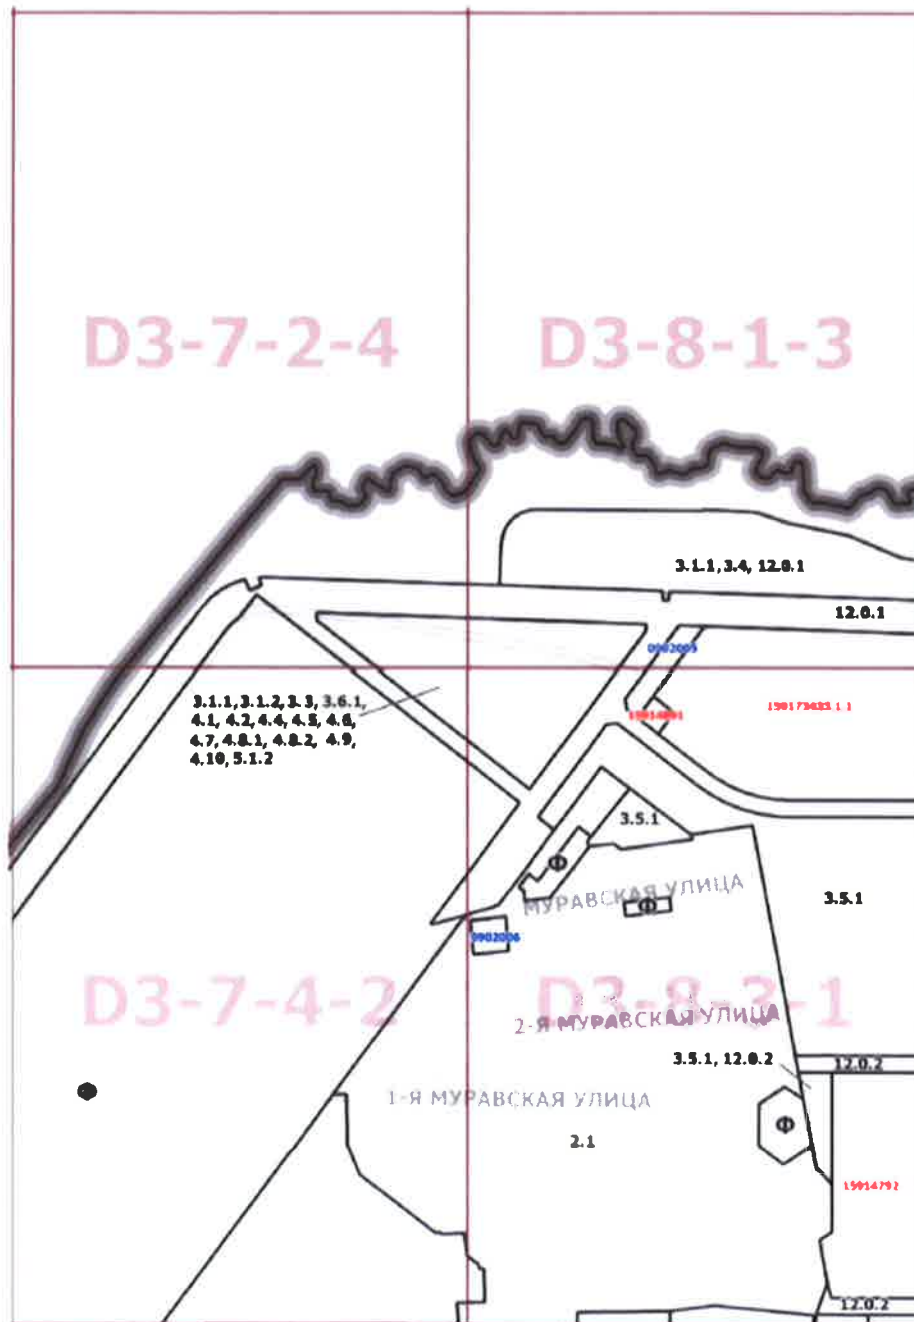 D3-7-2-4
D3-8-1-3
3.1.1, 3.4, 12.0.1
12.0.1
0902005
3.1.1, 3.1.2, 3.3, 3.6.1,
4.1, 4.2, 4.4, 4.5, 4.6,
4.7, 4.8.1, 4.8.2, 4.9,
4.10, 5.1.2
3.5.1
Ф
МУРАВСКАЯ УЛИЦА
Ф
3.5.1
0902006
D3-7-4-2
D3-8-3-1
2-Я МУРАВСКАЯ УЛИЦА
3.5.1, 12.0.2
12.0.2
Ф
1-Я МУРАВСКАЯ УЛИЦА
Ф
2.1
15914792
12.0.2